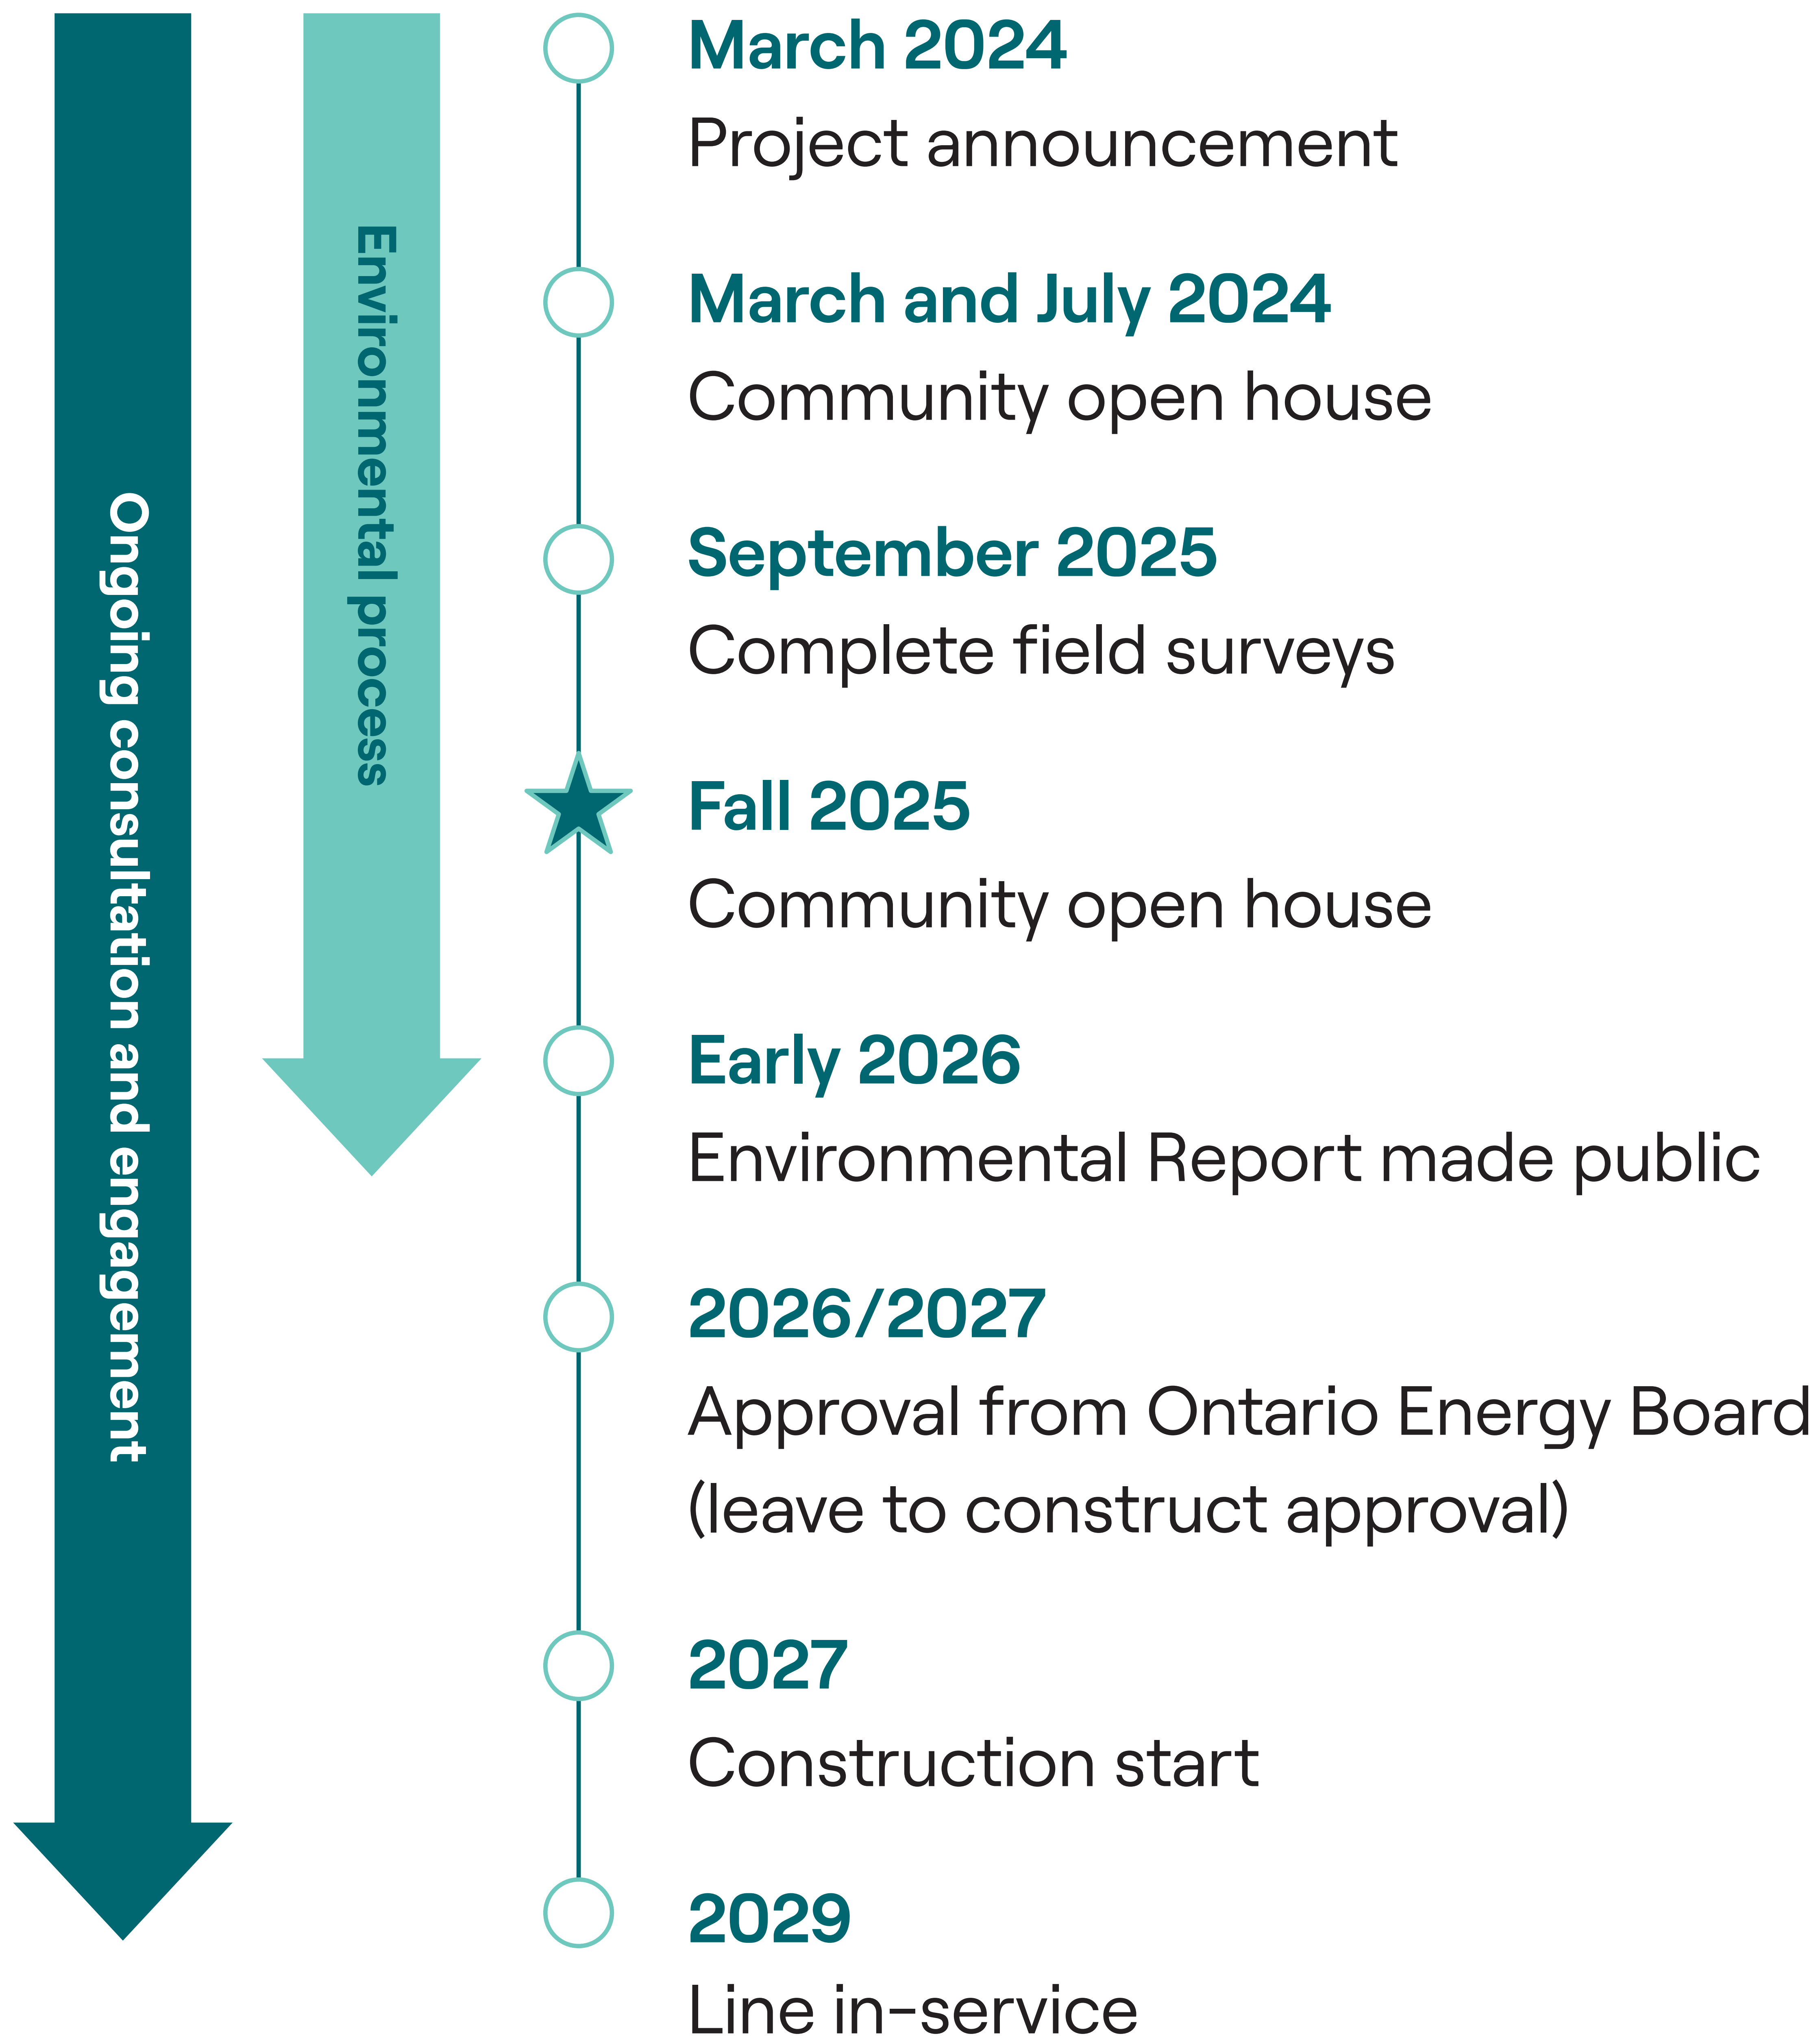 Ongoing consultation and engagement
Environmental process
March 2024
Project announcement
March and July 2024
Community open house
September 2025
Complete field surveys
Fall 2025
Community open house
Early 2026
Environmental Report made public
2026/2027
Approval from Ontario Energy Board
(leave to construct approval)
2027
Construction start
2029
Line in-service